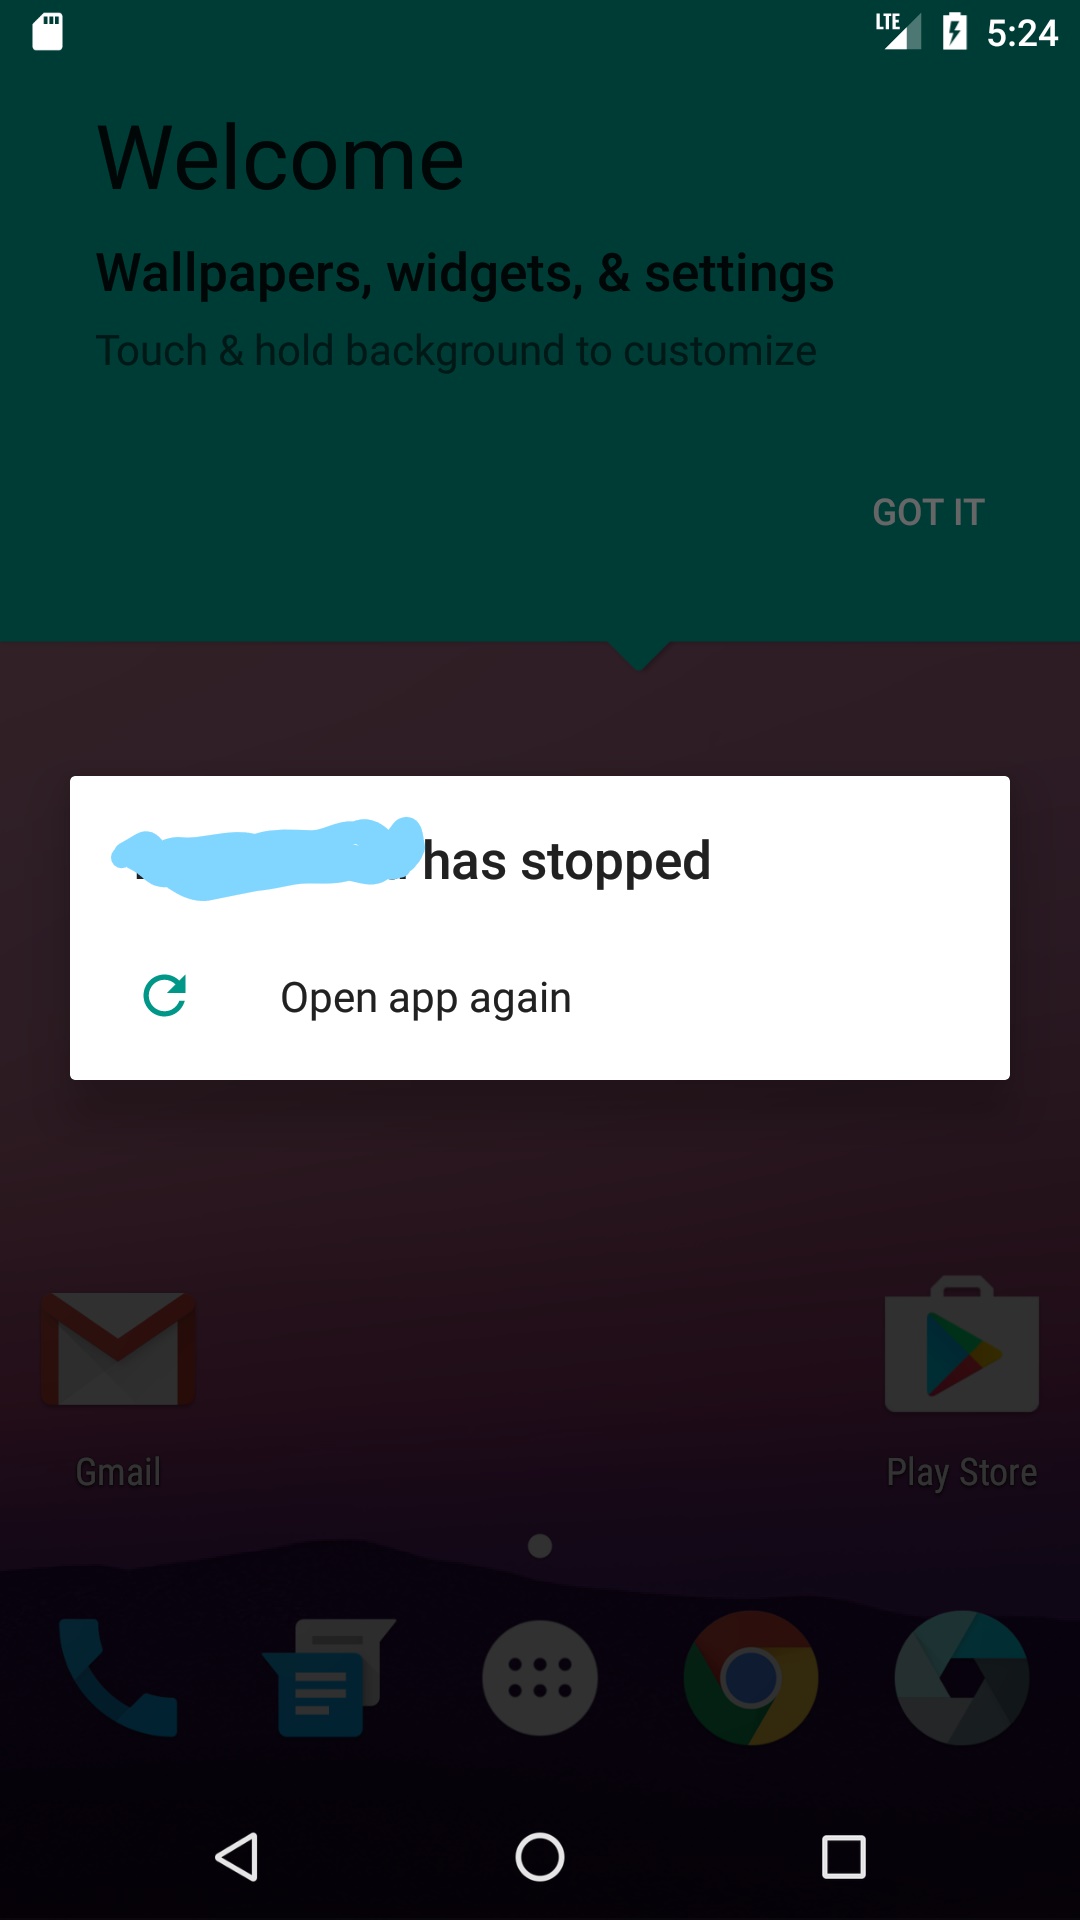 LTE 5:24
Welcome
Wallpapers, widgets, & settings
Touch & hold background to customize
GOT IT
has stopped
Open app again
Gmail
Play Store